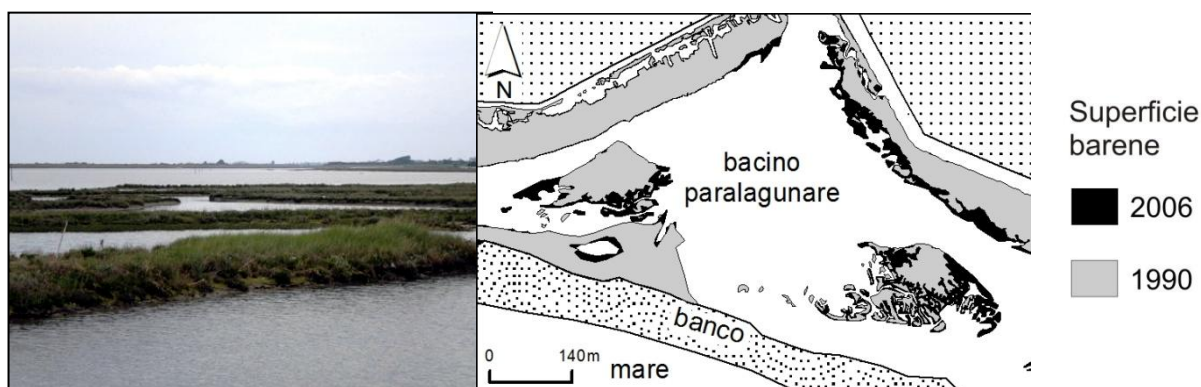 N
bacino
paralagunare
banco
0 140m
mare
Superficie
barene
2006
1990